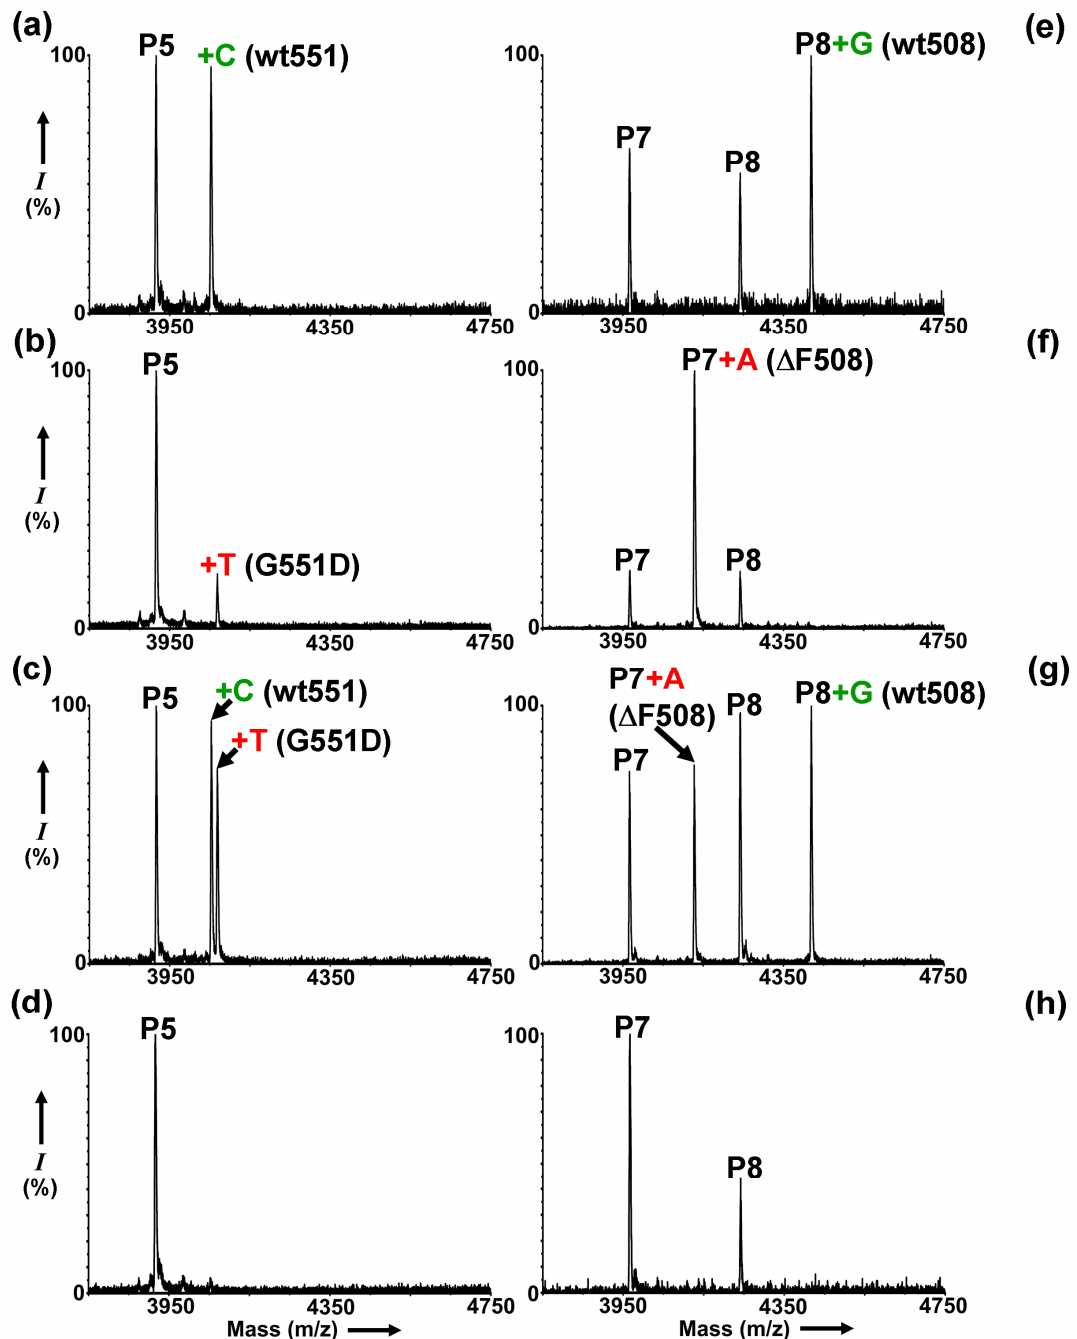 (a)
P5
+C (wt551)
100
I
(%)
0
3950 4350 4750
(e)
P8+G (wt508)
100
P7
P8
0
3950 4350 4750
(b)
P5
100
+T (G551D)
I
(%)
0
3950 4350 4750
(f)
P7+A (ΔF508)
100
P7
P8
0
3950 4350 4750
(c)
P5
+C (wt551)
+T (G551D)
100
I
(%)
0
3950 4350 4750
(g)
P7+A
(ΔF508)
P8
P8+G (wt508)
100
P7
0
3950 4350 4750
(d)
P5
100
I
(%)
0
3950 4350 4750
Mass (m/z)
(h)
P7
100
P8
0
3950 4350 4750
Mass (m/z)